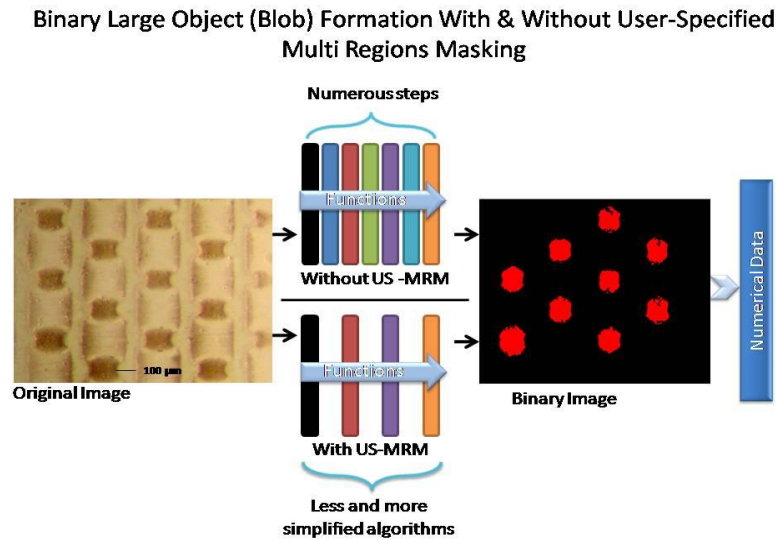 Binary Large Object (Blob) Formation With & Without User-Specified
Multi Regions Masking
Numerous steps
Functions
Without US -MRM
100 µm
Original Image
Functions
With US-MRM
Less and more
simplified algorithms
Binary Image
Numerical Data